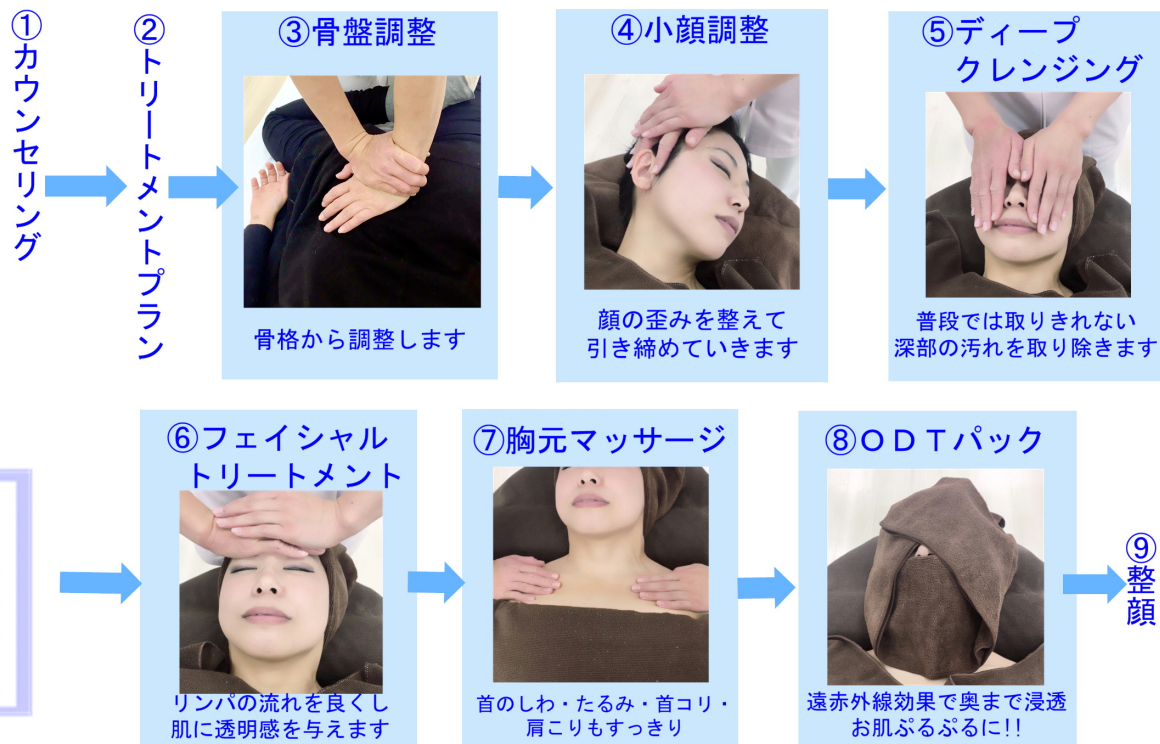 ①カウンセリング
②トリートメントプラン
③骨盤調整
骨格から調整します
④小顔調整
顔の歪みを整えて
引き締めていきます
⑤ディープ
クレンジング
普段では取りきれない
深部の汚れを取り除きます
⑥フェイシャル
トリートメント
リンパの流れを良くし
肌に透明感を与えます
⑦胸元マッサージ
首のしわ・たるみ・首コリ・
肩こりもすっきり
⑧ＯＤＴパック
遠赤外線効果で奥まで浸透
お肌ぷるぷるに!!
⑨整顔